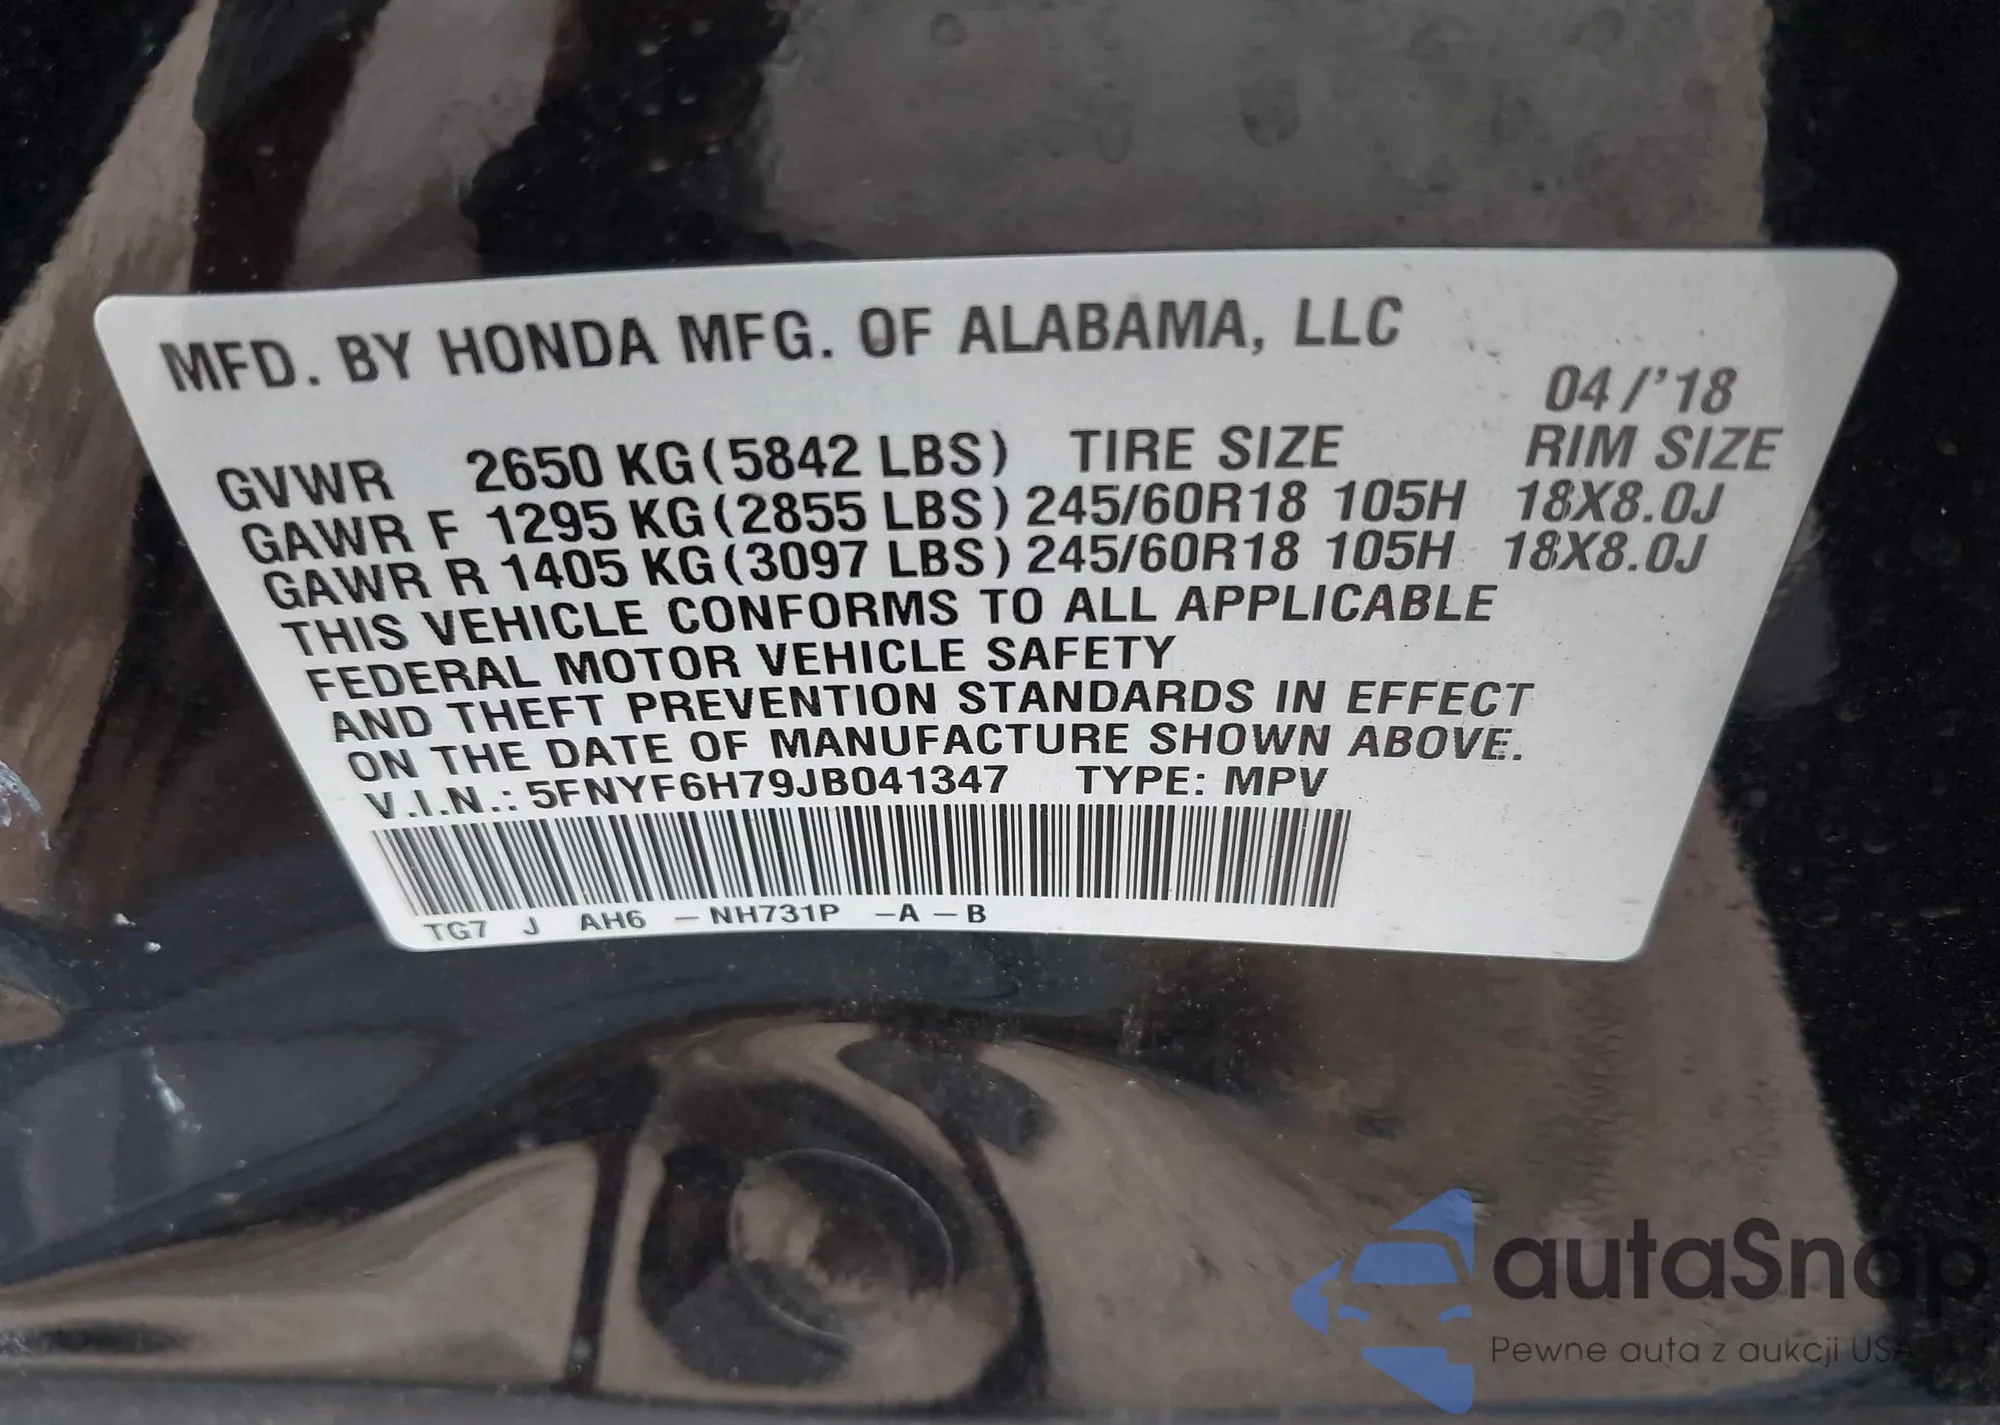 MFD. BY HONDA MFG. OF ALABAMA, LLC
04/'18
GVWR 2650 KG(5842 LBS) TIRE SIZE RIM SIZE
GAWR F 1295 KG(2855 LBS) 245/60R18 105H 18X8.0J
GAWR R 1405 KG(3097 LBS) 245/60R18 105H 18X8.0J
THIS VEHICLE CONFORMS TO ALL APPLICABLE
FEDERAL MOTOR VEHICLE SAFETY
AND THEFT PREVENTION STANDARDS IN EFFECT
ON THE DATE OF MANUFACTURE SHOWN ABOVE.
V.I.N.: 5FNYF6H79JB041347 TYPE: MPV
TG7 J AH6 - NH731P - A - B
autaSnap
Pewne auta z aukcji USA